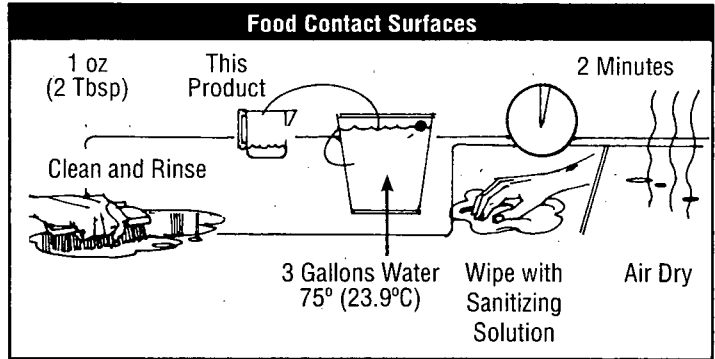 Food Contact Surfaces
1 oz
(2 Tbsp)
This
Product
2 Minutes
Clean and Rinse
3 Gallons Water
75º (23.9ºC)
Wipe with
Sanitizing
Solution
Air Dry